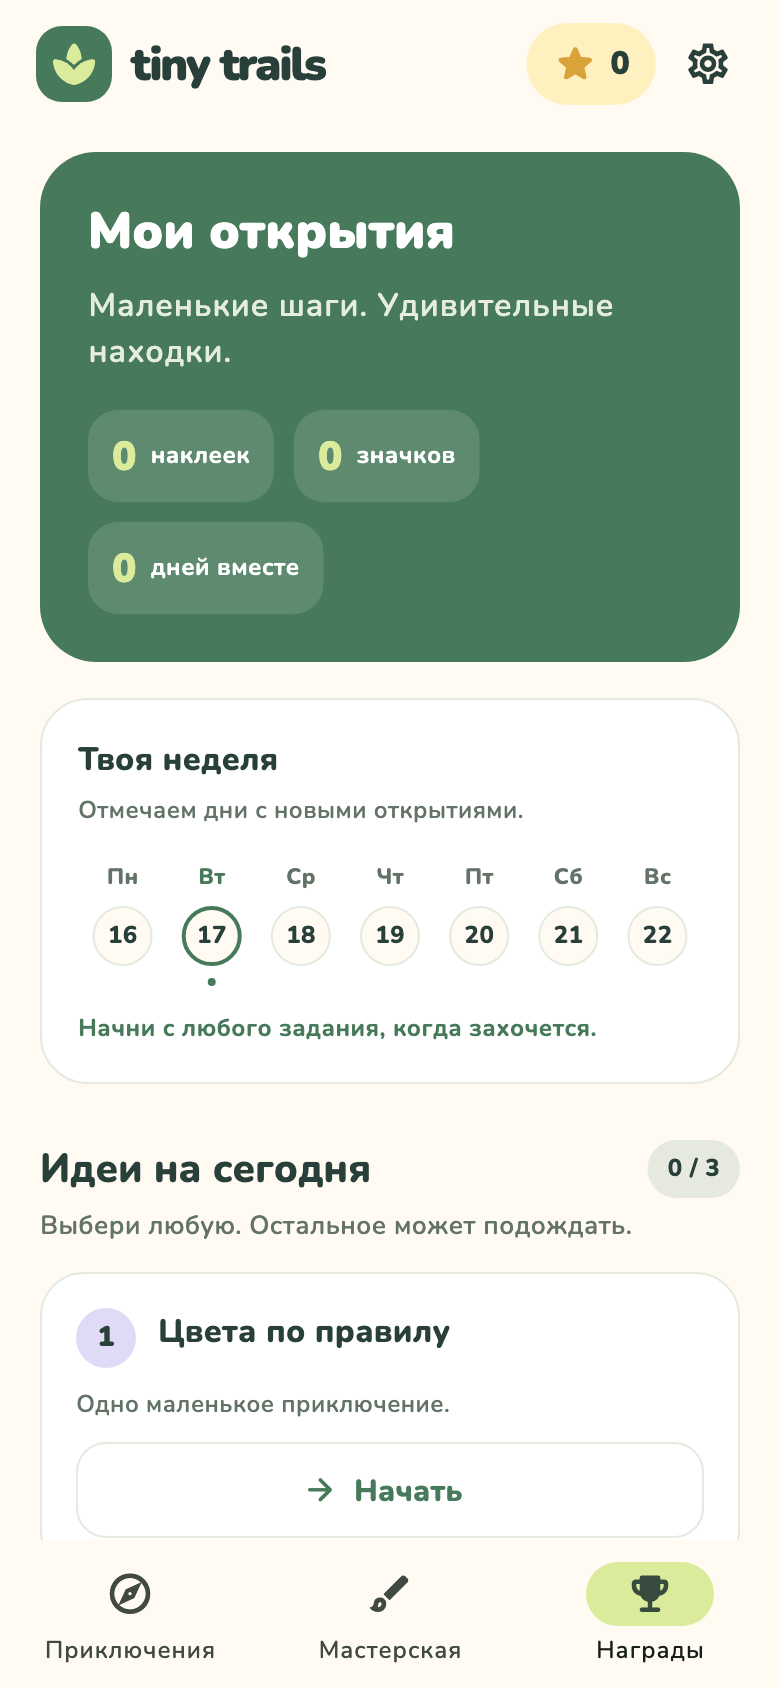 tiny trails
0
Мои открытия
Маленькие шаги. Удивительные
находки.
0 наклеек
0 значков
0 дней вместе
Твоя неделя
Отмечаем дни с новыми открытиями.
Пн Вт Ср Чт Пт Сб Вс
16 17 18 19 20 21 22
Начни с любого задания, когда захочется.
Идеи на сегодня
0 / 3
Выбери любую. Остальное может подождать.
1 Цвета по правилу
Одно маленькое приключение.
Начать
Приключения Мастерская Награды